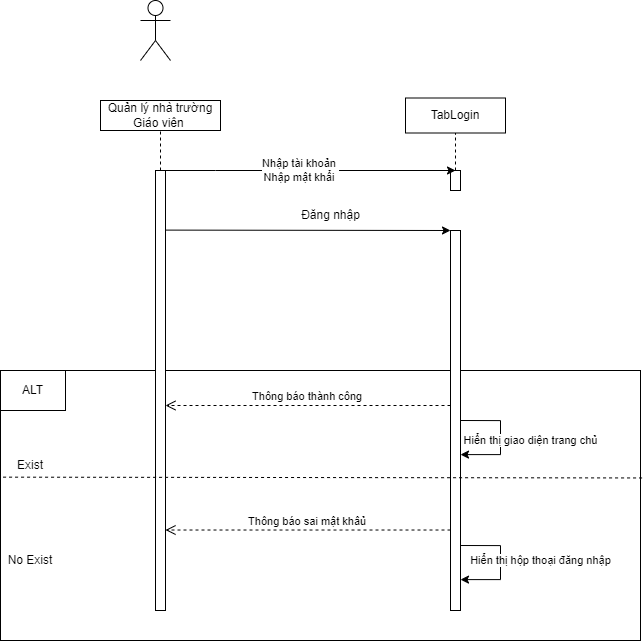 Quản lý nhà trường
Giáo viên
TabLogin
Nhập tài khoản
Nhập mật khẩi
Đăng nhập
ALT
Thông báo thành công
Hiển thị giao diện trang chủ
Exist
Thông báo sai mật khẩủ
No Exist
Hiển thị hộp thoại đăng nhập